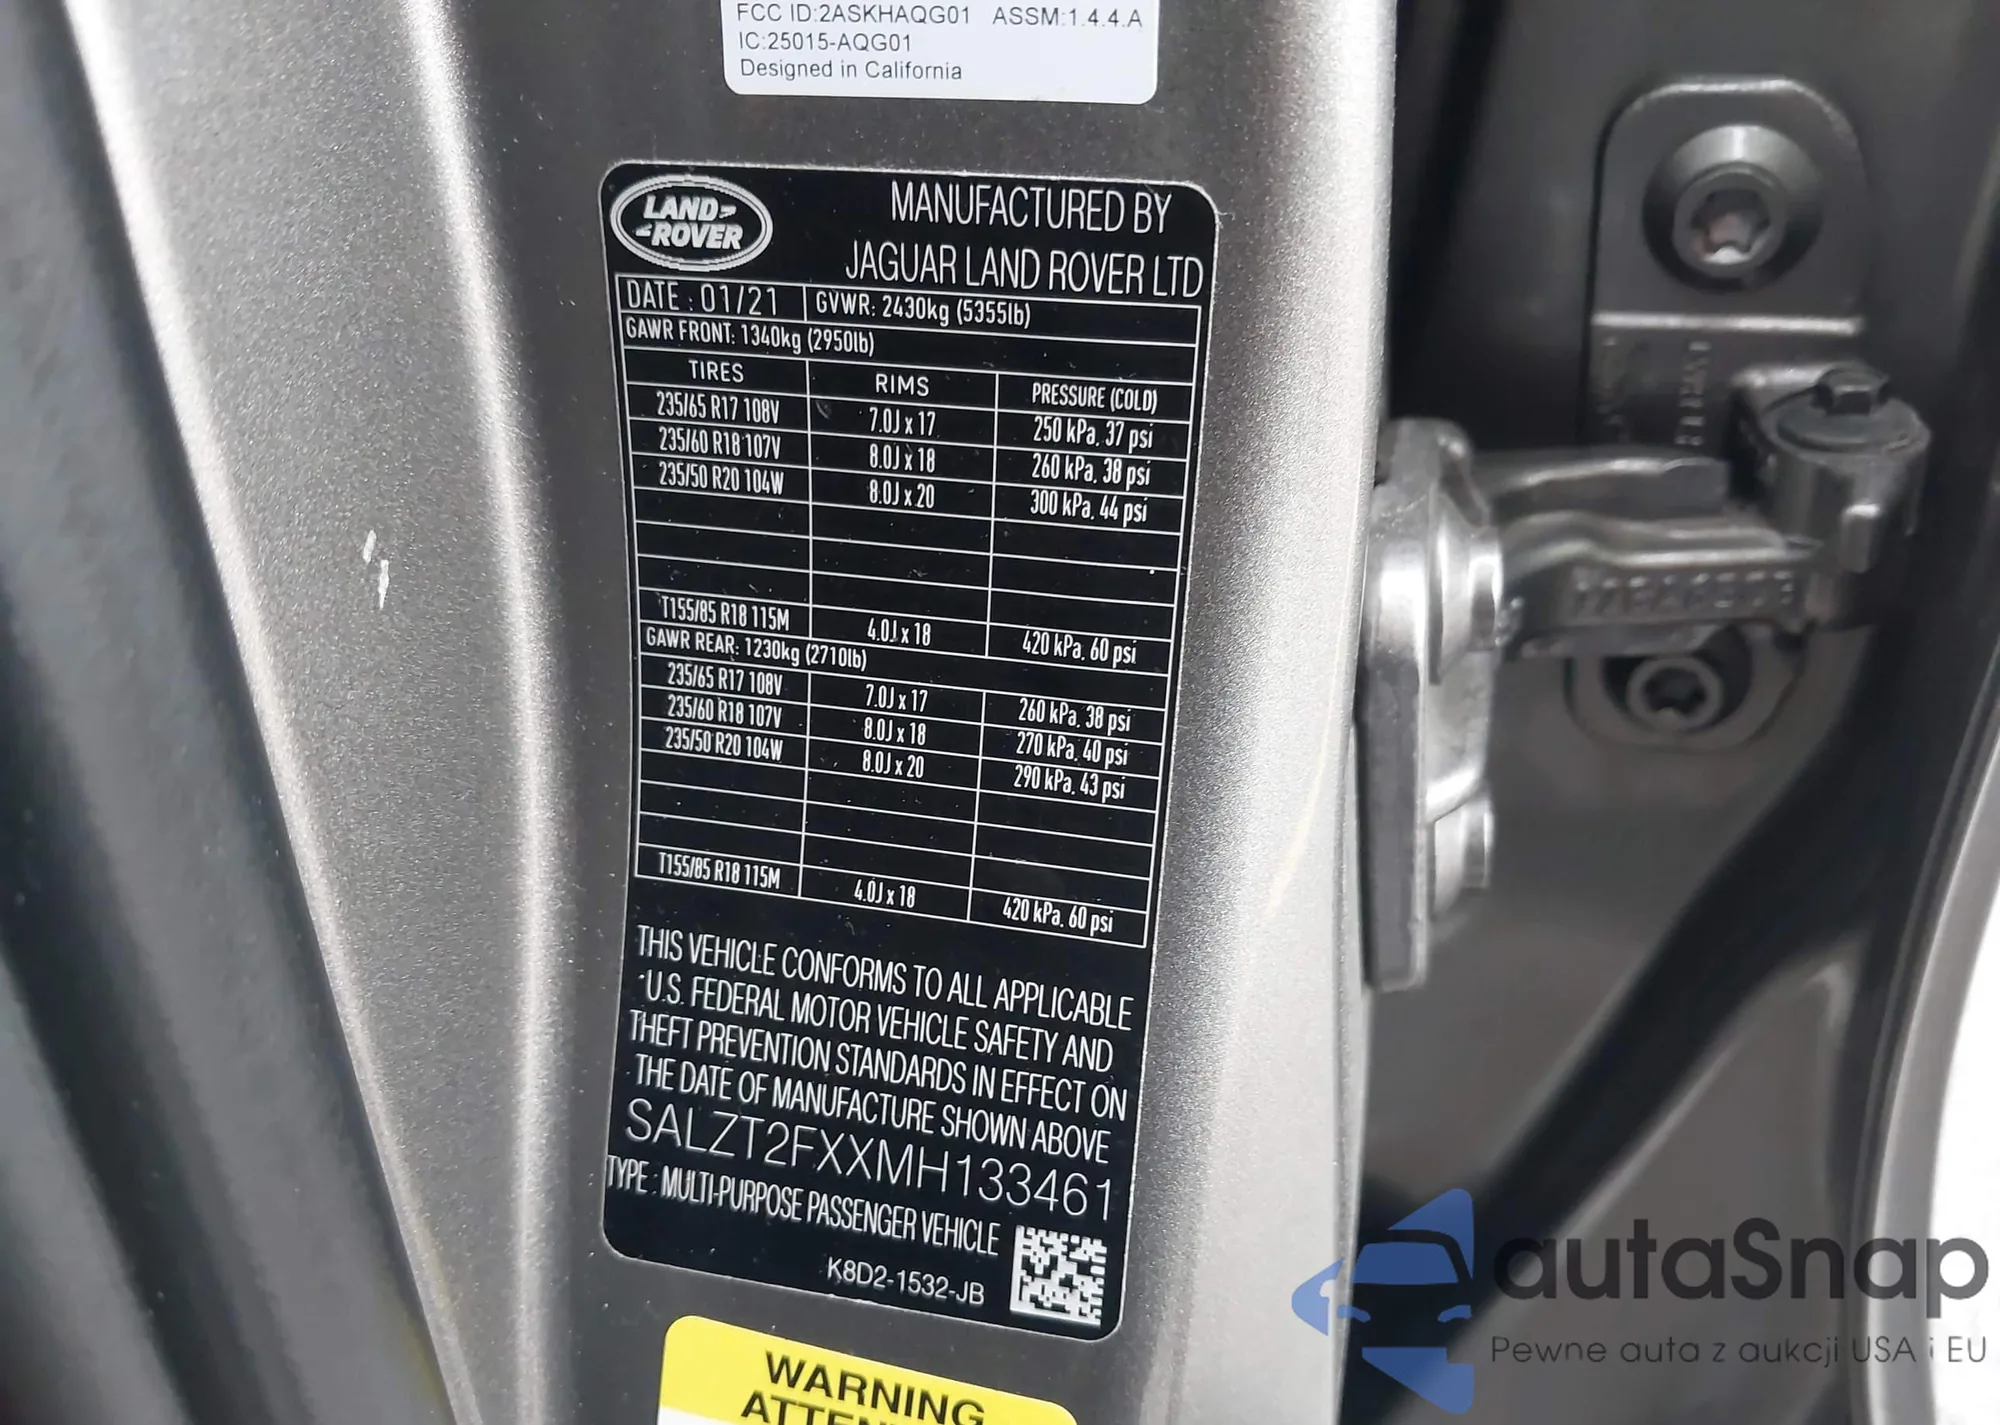 FCC ID:2ASKHAQG01 ASSM:1.4.4.A
IC:25015-AQG01
Designed in California
LAND
ROVER
MANUFACTURED BY
JAGUAR LAND ROVER LTD
DATE : 01/21 GVWR: 2430kg (5355lb)
GAWR FRONT: 1340kg (2950lb)
TIRES RIMS PRESSURE (COLD)
235/65 R17 108V 7.0J x 17 250 kPa, 37 psi
235/60 R18 107V 8.0J x 18 260 kPa, 38 psi
235/50 R20 104W 8.0J x 20 300 kPa, 44 psi
T155/85 R18 115M 4.0J x 18 420 kPa, 60 psi
GAWR REAR: 1230kg (2710lb)
235/65 R17 108V 7.0J x 17 260 kPa, 38 psi
235/60 R18 107V 8.0J x 18 270 kPa, 40 psi
235/50 R20 104W 8.0J x 20 290 kPa, 43 psi
T155/85 R18 115M 4.0J x 18 420 kPa, 60 psi
THIS VEHICLE CONFORMS TO ALL APPLICABLE
U.S. FEDERAL MOTOR VEHICLE SAFETY AND
THEFT PREVENTION STANDARDS IN EFFECT ON
THE DATE OF MANUFACTURE SHOWN ABOVE
SALZT2FXXMH133461
TYPE : MULTI-PURPOSE PASSENGER VEHICLE
K8D2-1532-JB
WARNING
autaSnap
Pewne auta z aukcji USA i EU